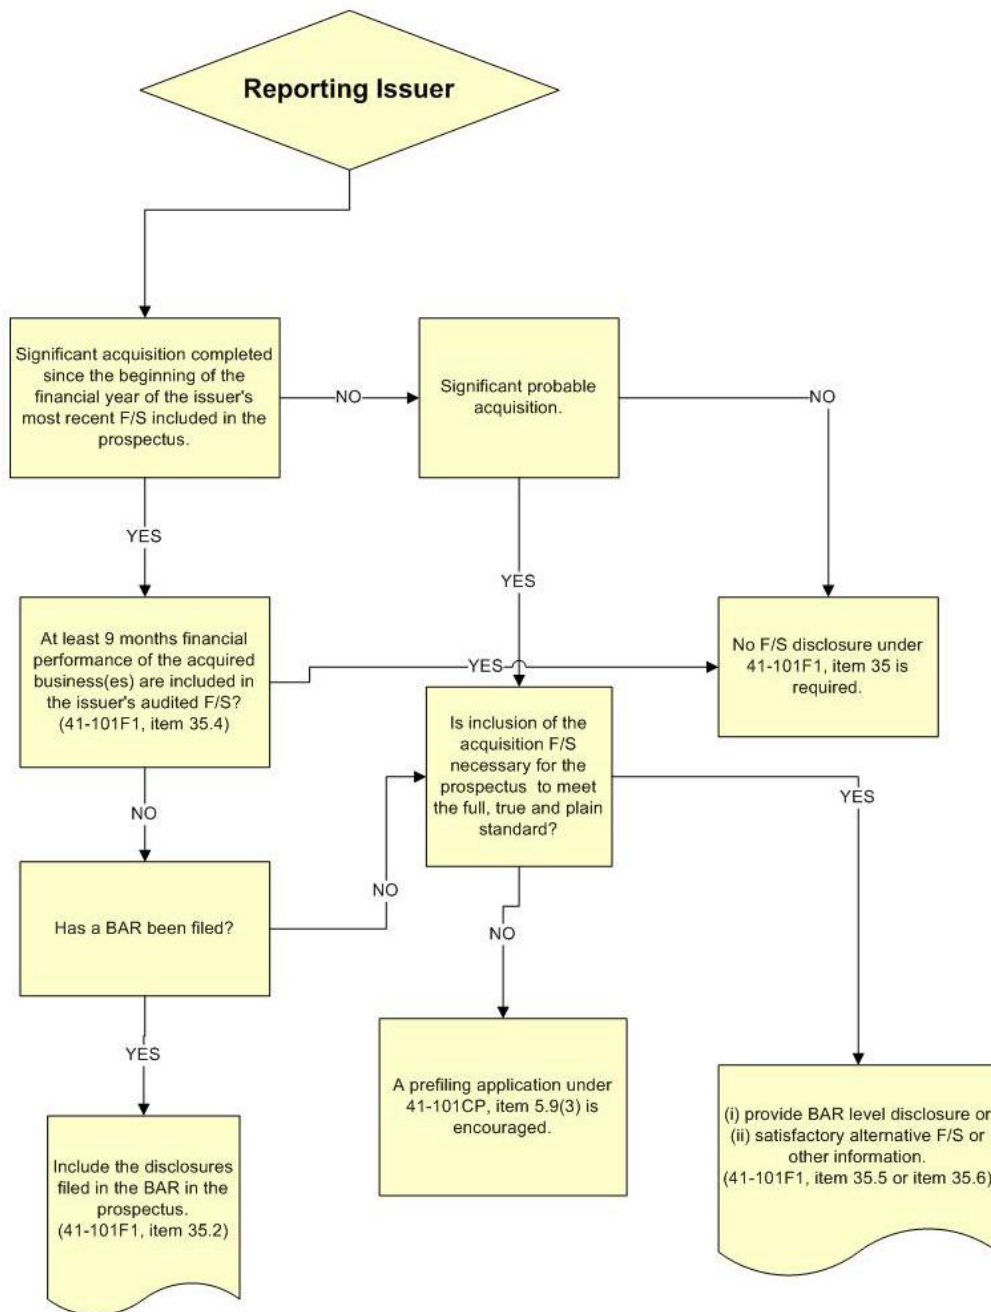 Reporting Issuer
Significant acquisition completed
since the beginning of the
financial year of the issuer's
most recent F/S included in the
prospectus.
NO
Significant probable
acquisition.
NO
YES
YES
At least 9 months financial
performance of the acquired
business(es) are included in
the issuer's audited F/S?
(41-101F1, item 35.4)
YES
No F/S disclosure under
41-101F1, item 35 is
required.
Is inclusion of the
acquisition F/S
necessary for the
prospectus to meet
the full, true and plain
standard?
NO
YES
Has a BAR been filed?
NO
NO
YES
A prefiling application under
41-101CP, item 5.9(3) is
encouraged.
(i) provide BAR level disclosure or
(ii) satisfactory alternative F/S or
other information.
(41-101F1, item 35.5 or item 35.6)
Include the disclosures
filed in the BAR in the
prospectus.
(41-101F1, item 35.2)